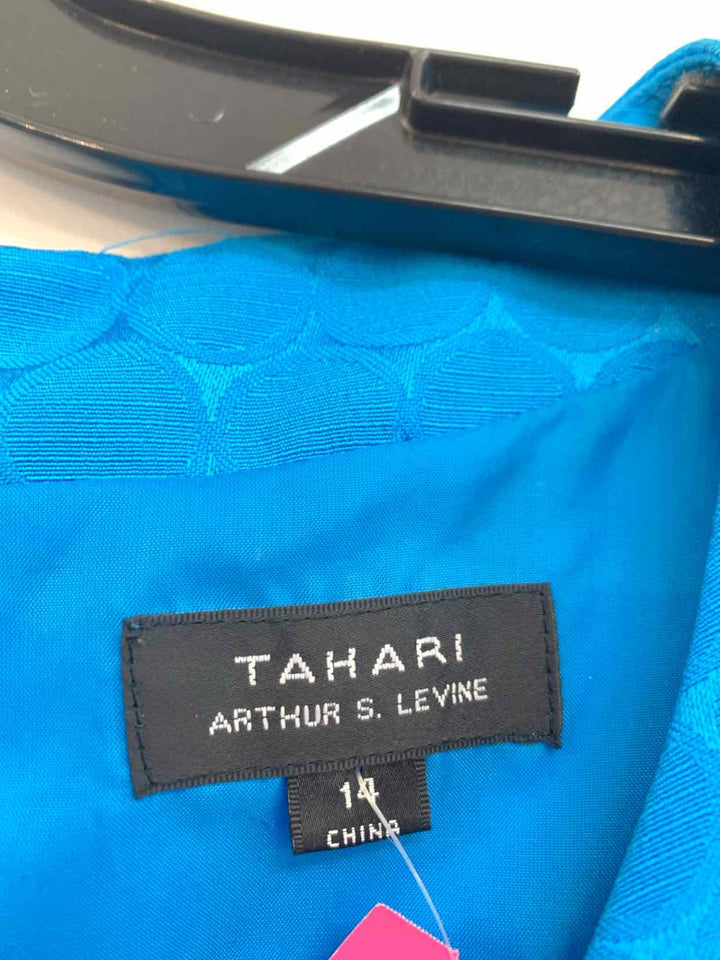 TAHARI
ARTHUR S. LEVINE
14
CHINA